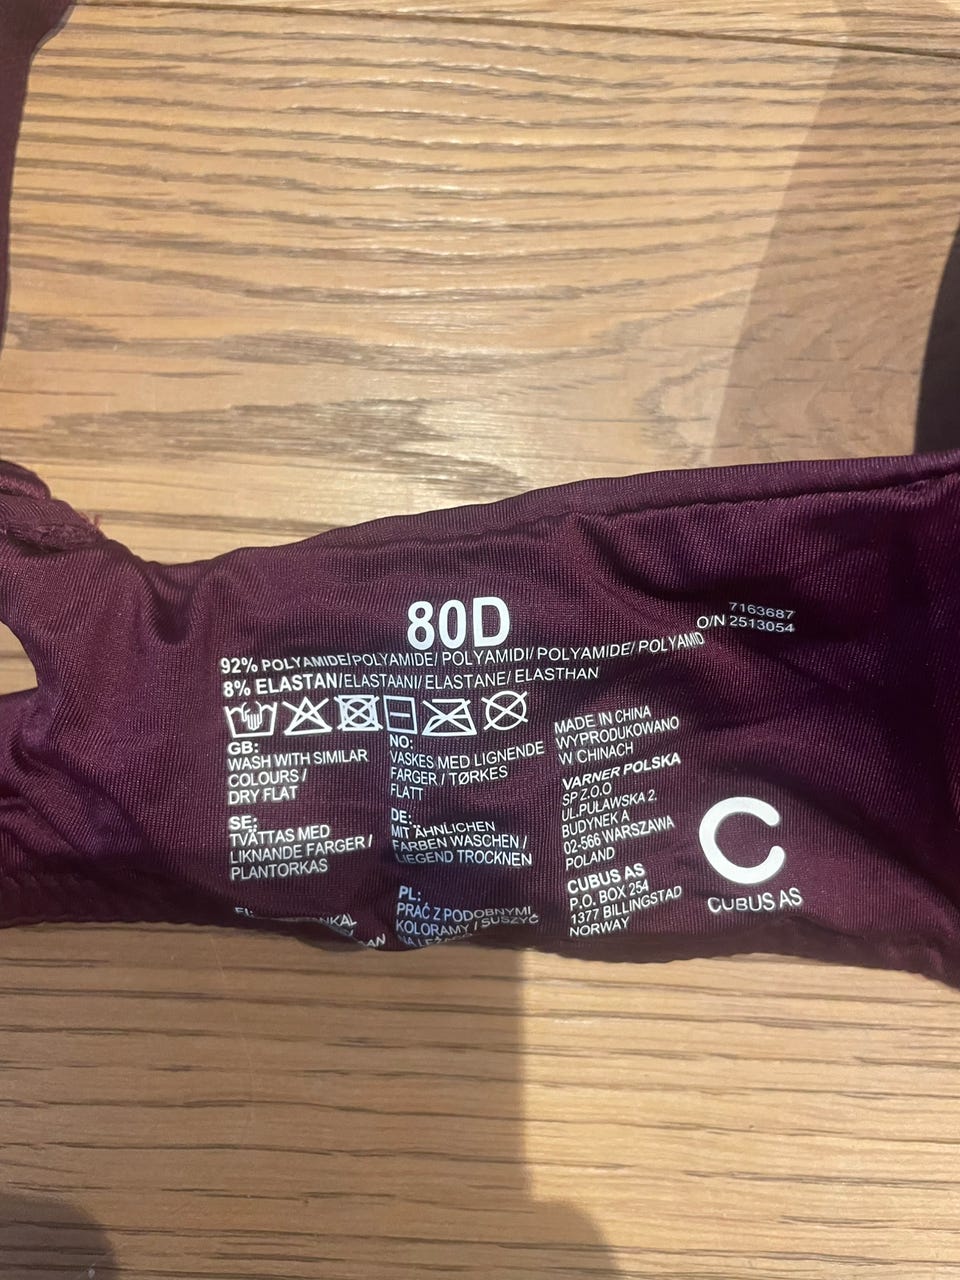 80D
7163687
O/N 2513054
92% POLYAMIDE/POLYAMIDE/ POLYAMIDI/ POLYAMIDE/ POLYAMID
8% ELASTAN/ELASTAANI/ ELASTANE/ ELASTHAN
GB:
WASH WITH SIMILAR
COLOURS /
DRY FLAT
SE:
TVÄTTAS MED
LIKNANDE FARGER /
PLANTORKAS
FI:
NO:
VASKES MED LIGNENDE
FARGER / TØRKES
FLATT
DE:
MIT ÄHNLICHEN
FARBEN WASCHEN /
LIEGEND TROCKNEN
PL:
PRAĆ Z PODOBNYMI
KOLORAMY / SUSZYĆ
MADE IN CHINA
WYPRODUKOWANO
W CHINACH
VARNER POLSKA
SP Z.O.O
UL.PUŁAWSKA 2.
BUDYNEK A
02-566 WARSZAWA
POLAND
CUBUS AS
P.O. BOX 254
1377 BILLINGSTAD
NORWAY
C
CUBUS AS